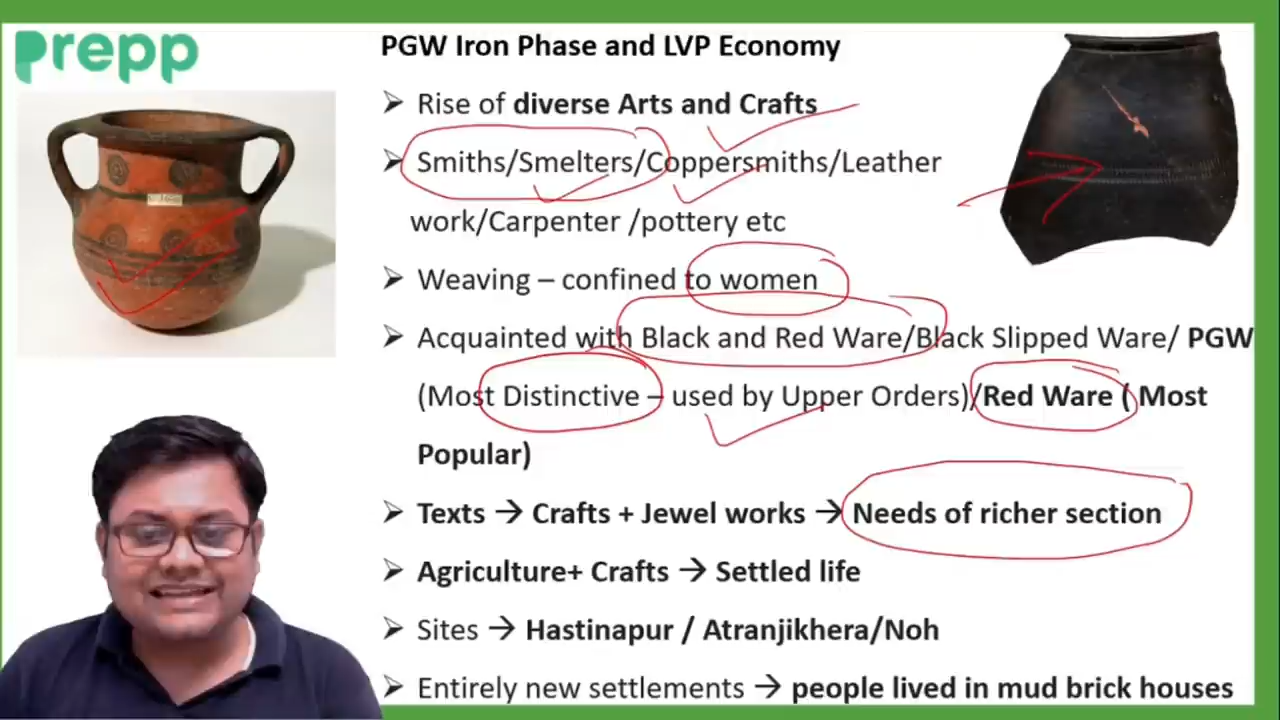 prepp
PGW Iron Phase and LVP Economy
➢ Rise of diverse Arts and Crafts
➢ Smiths/Smelters/Coppersmiths/Leather
work/Carpenter /pottery etc
➢ Weaving – confined to women
➢ Acquainted with Black and Red Ware/Black Slipped Ware/ PGW
(Most Distinctive – used by Upper Orders)/Red Ware ( Most
Popular)
➢ Texts → Crafts + Jewel works → Needs of richer section
➢ Agriculture+ Crafts → Settled life
➢ Sites → Hastinapur / Atranjikhera/Noh
➢ Entirely new settlements → people lived in mud brick houses